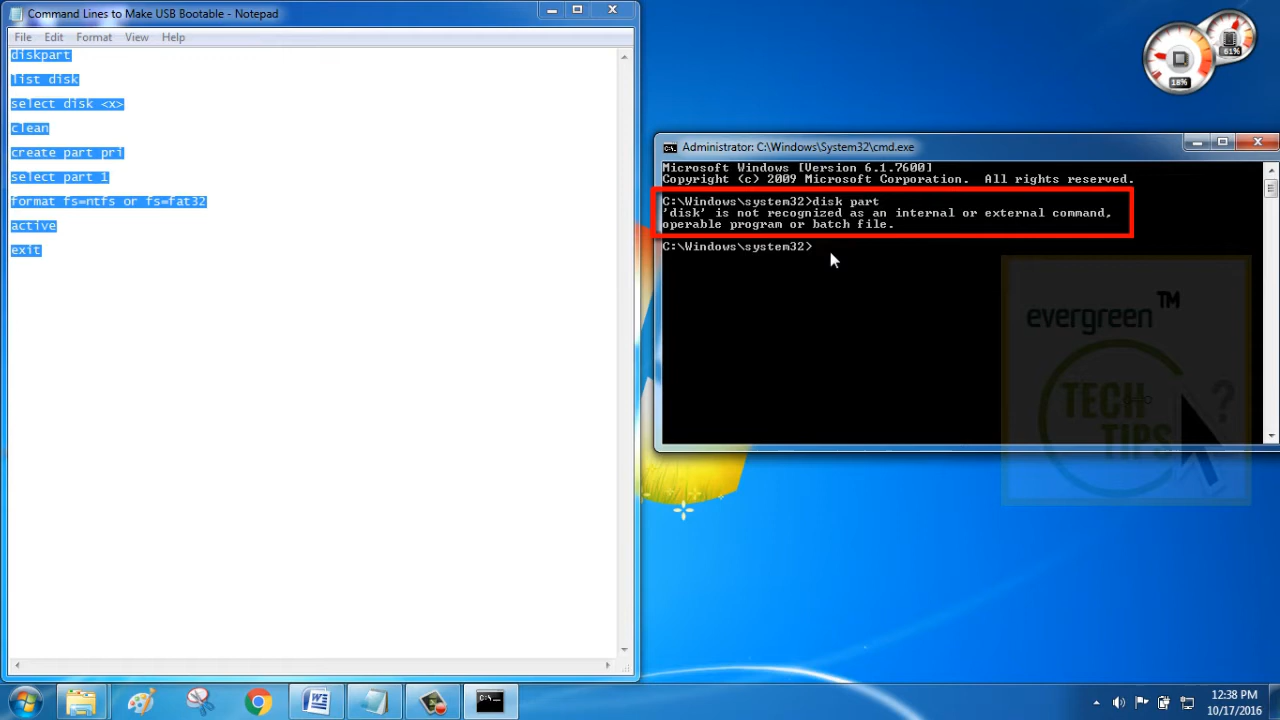 Command Lines to Make USB Bootable - Notepad
File Edit Format View Help
diskpart
list disk
select disk <x>
clean
create part pri
select part 1
format fs=ntfs or fs=fat32
active
exit
18%
61%
Administrator: C:\Windows\System32\cmd.exe
Microsoft Windows [Version 6.1.7600]
Copyright (c) 2009 Microsoft Corporation.  All rights reserved.
C:\Windows\system32>disk part
'disk' is not recognized as an internal or external command,
operable program or batch file.
C:\Windows\system32>
evergreen™
TECH
TIPS
?
12:38 PM
10/17/2016